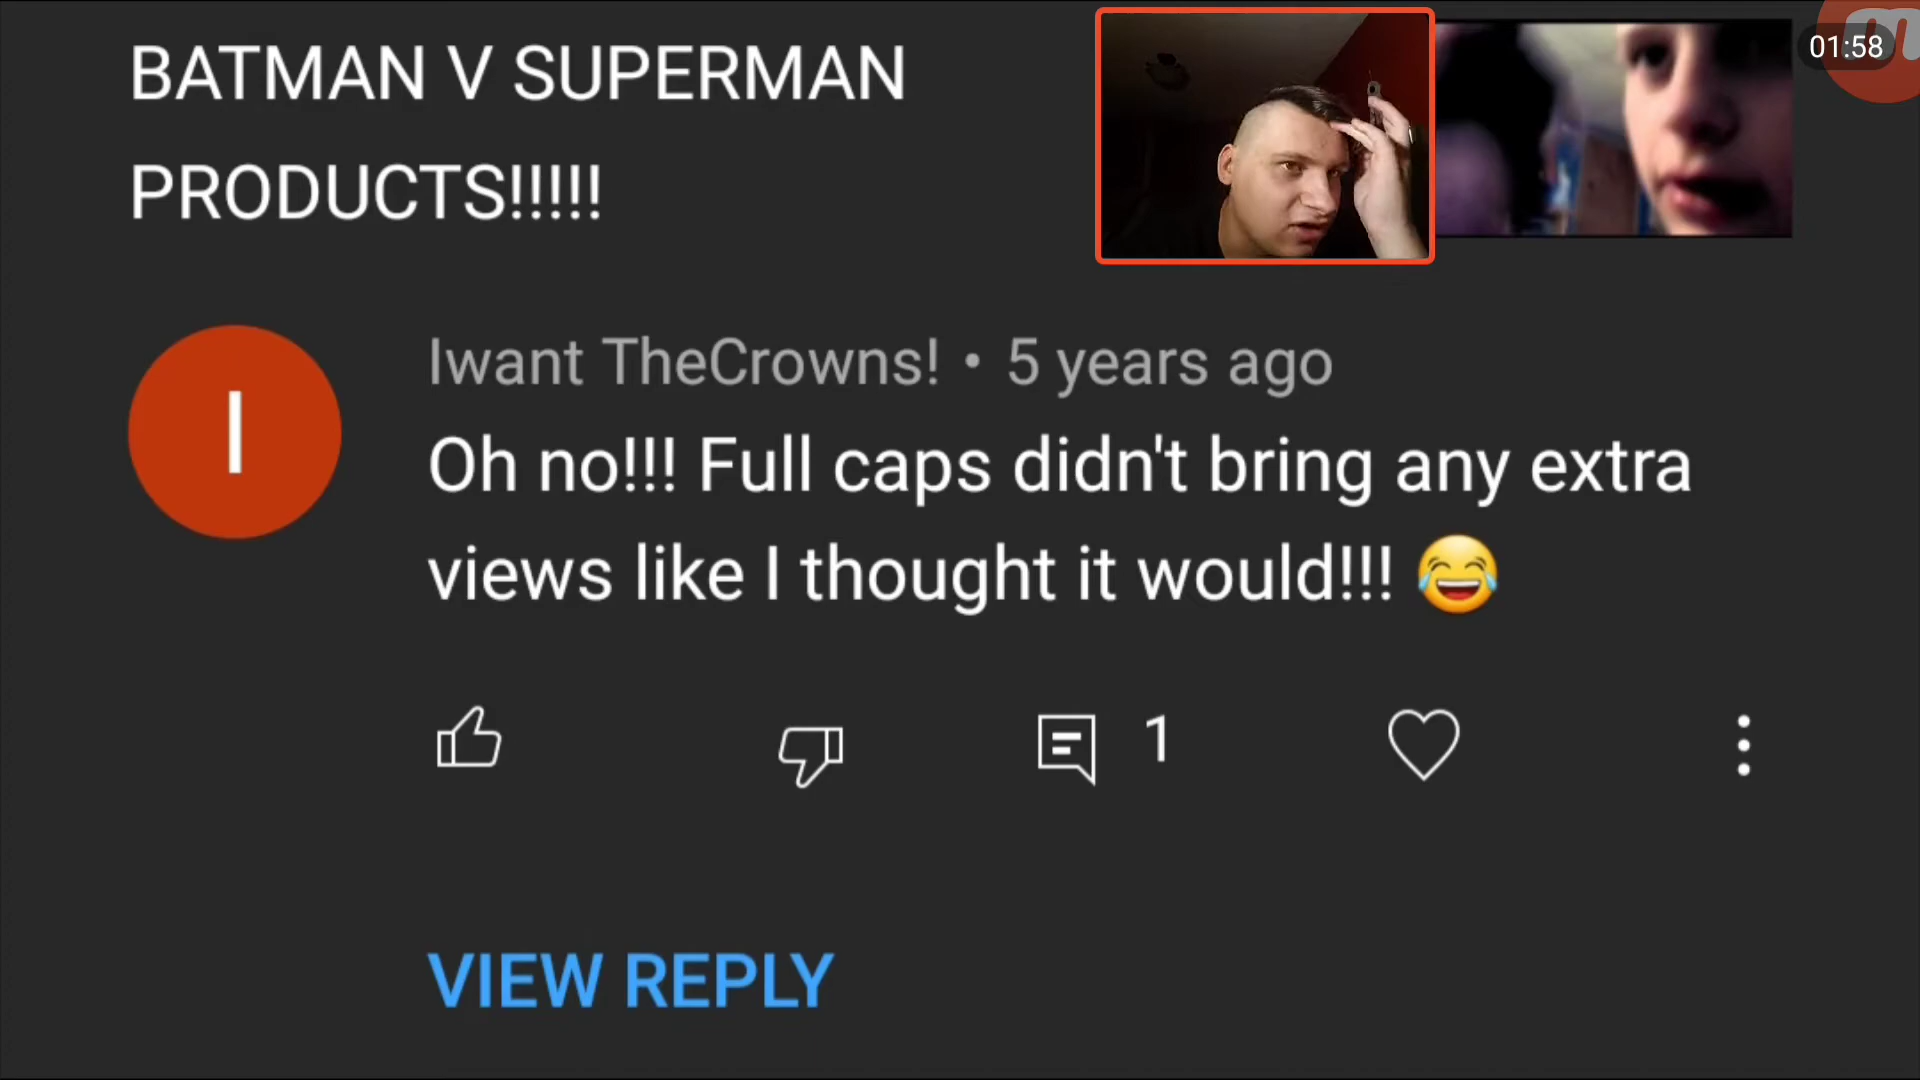 BATMAN V SUPERMAN
PRODUCTS!!!!!
01:58
I
Iwant TheCrowns! • 5 years ago
Oh no!!! Full caps didn't bring any extra
views like I thought it would!!! 😂
1
VIEW REPLY